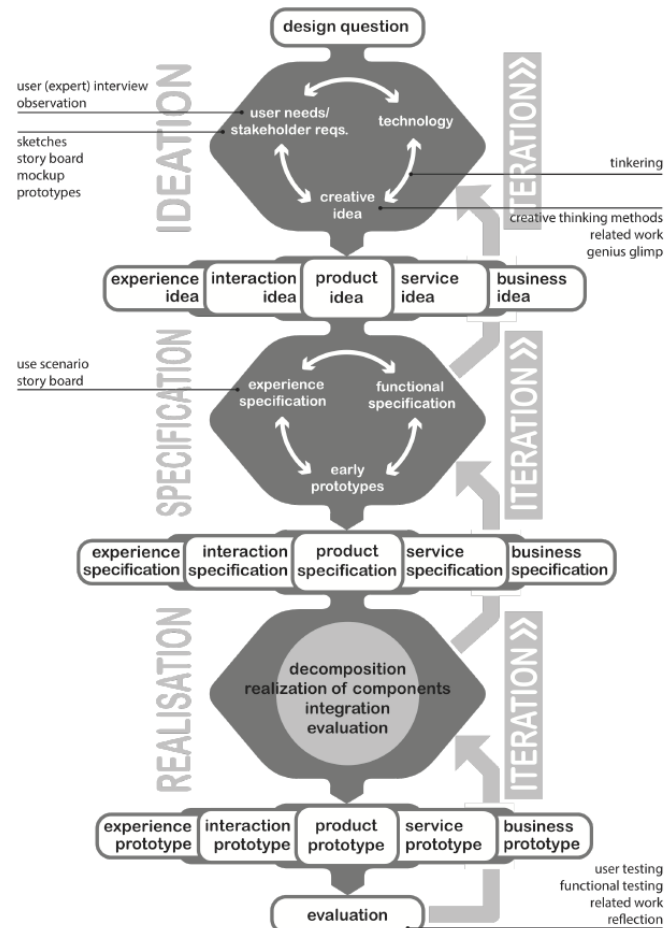 design question
user (expert) interview
observation
sketches
story board
mockup
prototypes
IDEATION
user needs/
stakeholder reqs.
technology
creative
idea
ITERATION >>
tinkering
creative thinking methods
related work
genius glimp
experience
idea
interaction
idea
product
idea
service
idea
business
idea
use scenario
story board
SPECIFICATION
experience
specification
functional
specification
early
prototypes
ITERATION >>
experience
specification
interaction
specification
product
specification
service
specification
business
specification
REALISATION
decomposition
realization of components
integration
evaluation
ITERATION >>
experience
prototype
interaction
prototype
product
prototype
service
prototype
business
prototype
evaluation
user testing
functional testing
related work
reflection